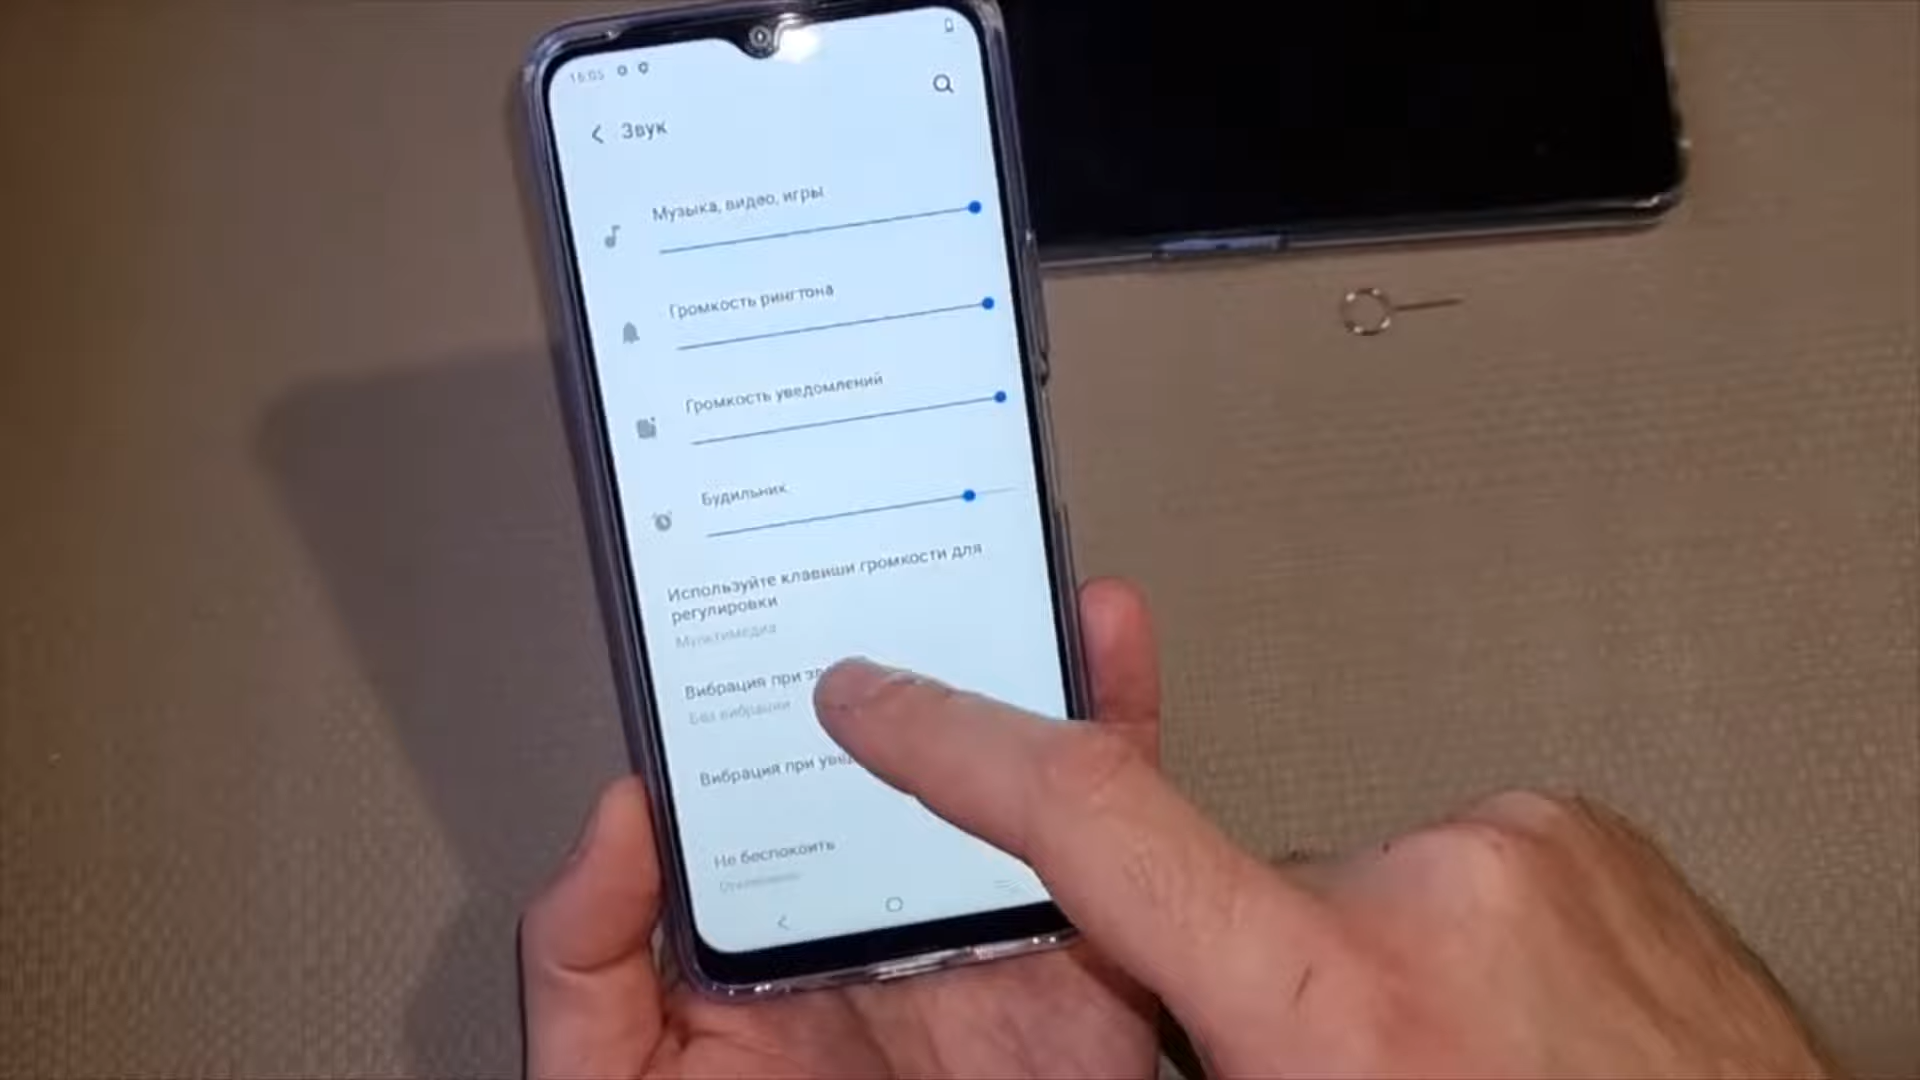 16:05
Звук
Музыка, видео, игры
Громкость рингтона
Громкость уведомлений
Будильник
Используйте клавиши громкости для
регулировки
Мультимедиа
Вибрация при
Без вибрации
Вибрация при
Не беспокоить
Отключено